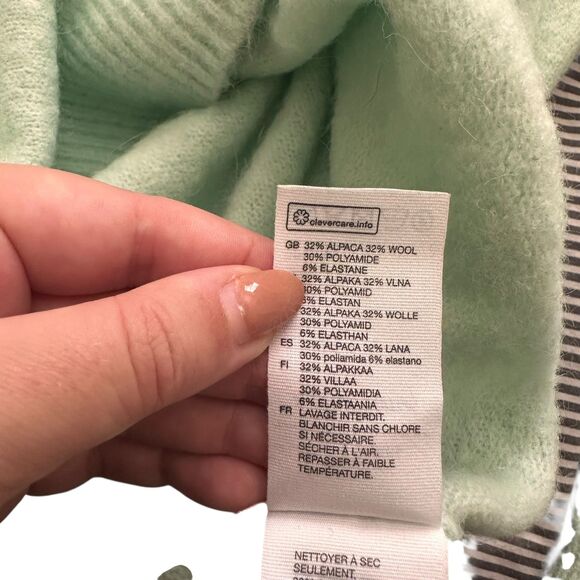 clevercare.info
GB 32% ALPACA 32% WOOL
30% POLYAMIDE
6% ELASTANE
32% ALPAKA 32% VLNA
30% POLYAMID
6% ELASTAN
32% ALPAKA 32% WOLLE
30% POLYAMID
6% ELASTHAN
ES 32% ALPACA 32% LANA
30% poliamida 6% elastano
FI 32% ALPAKKAA
32% VILLAA
30% POLYAMIDIA
6% ELASTAANIA
FR LAVAGE INTERDIT.
BLANCHIR SANS CHLORE
SI NÉCESSAIRE.
SÉCHER À L'AIR.
REPASSER À FAIBLE
TEMPÉRATURE.
NETTOYER À SEC
SEULEMENT.